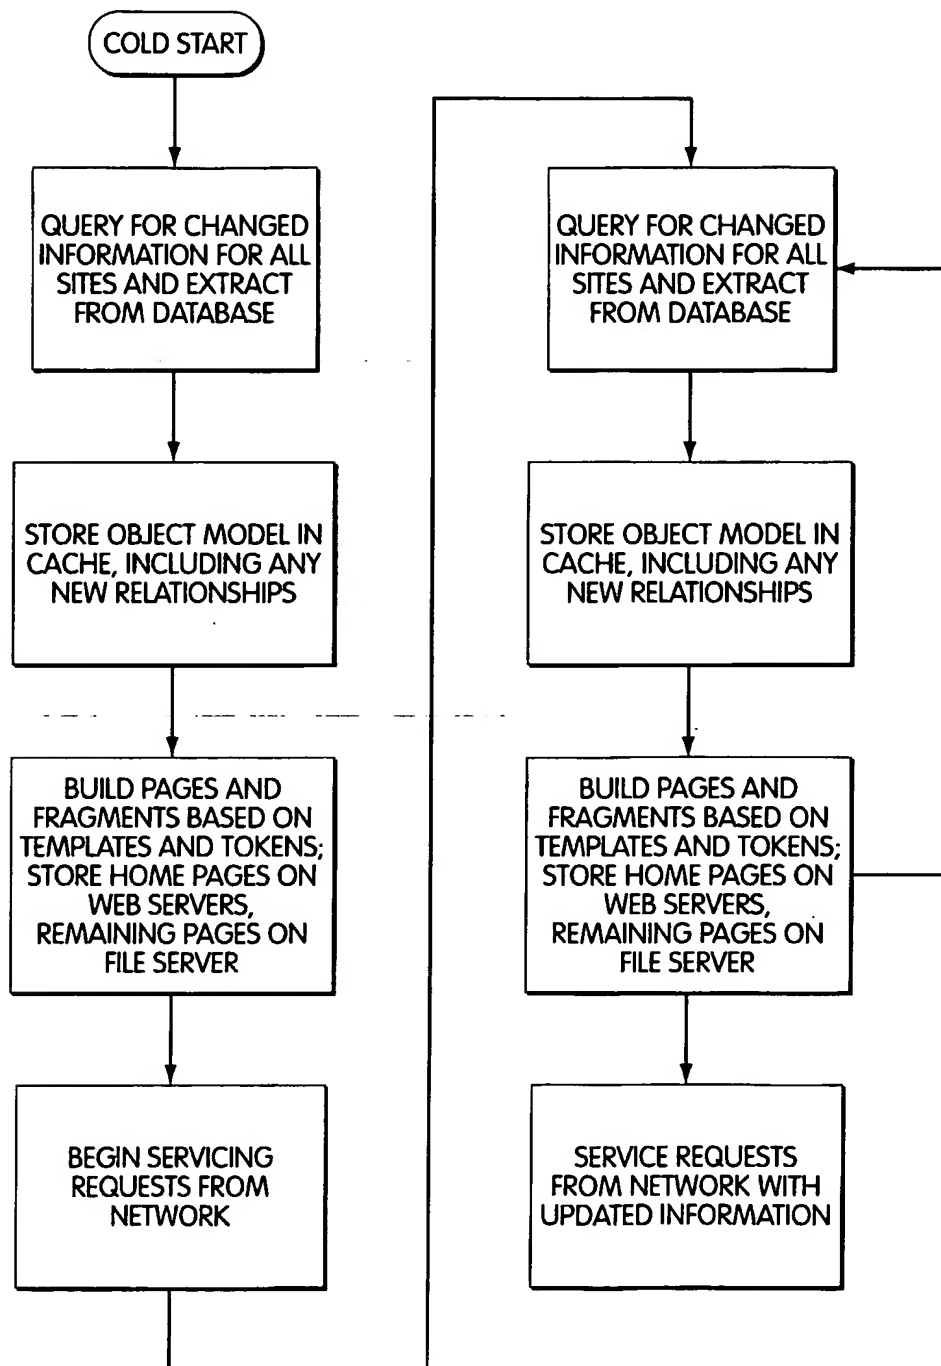 COLD START
QUERY FOR CHANGED
INFORMATION FOR ALL
SITES AND EXTRACT
FROM DATABASE
STORE OBJECT MODEL IN
CACHE, INCLUDING ANY
NEW RELATIONSHIPS
BUILD PAGES AND
FRAGMENTS BASED ON
TEMPLATES AND TOKENS;
STORE HOME PAGES ON
WEB SERVERS,
REMAINING PAGES ON
FILE SERVER
BEGIN SERVICING
REQUESTS FROM
NETWORK
QUERY FOR CHANGED
INFORMATION FOR ALL
SITES AND EXTRACT
FROM DATABASE
STORE OBJECT MODEL IN
CACHE, INCLUDING ANY
NEW RELATIONSHIPS
BUILD PAGES AND
FRAGMENTS BASED ON
TEMPLATES AND TOKENS;
STORE HOME PAGES ON
WEB SERVERS,
REMAINING PAGES ON
FILE SERVER
SERVICE REQUESTS
FROM NETWORK WITH
UPDATED INFORMATION